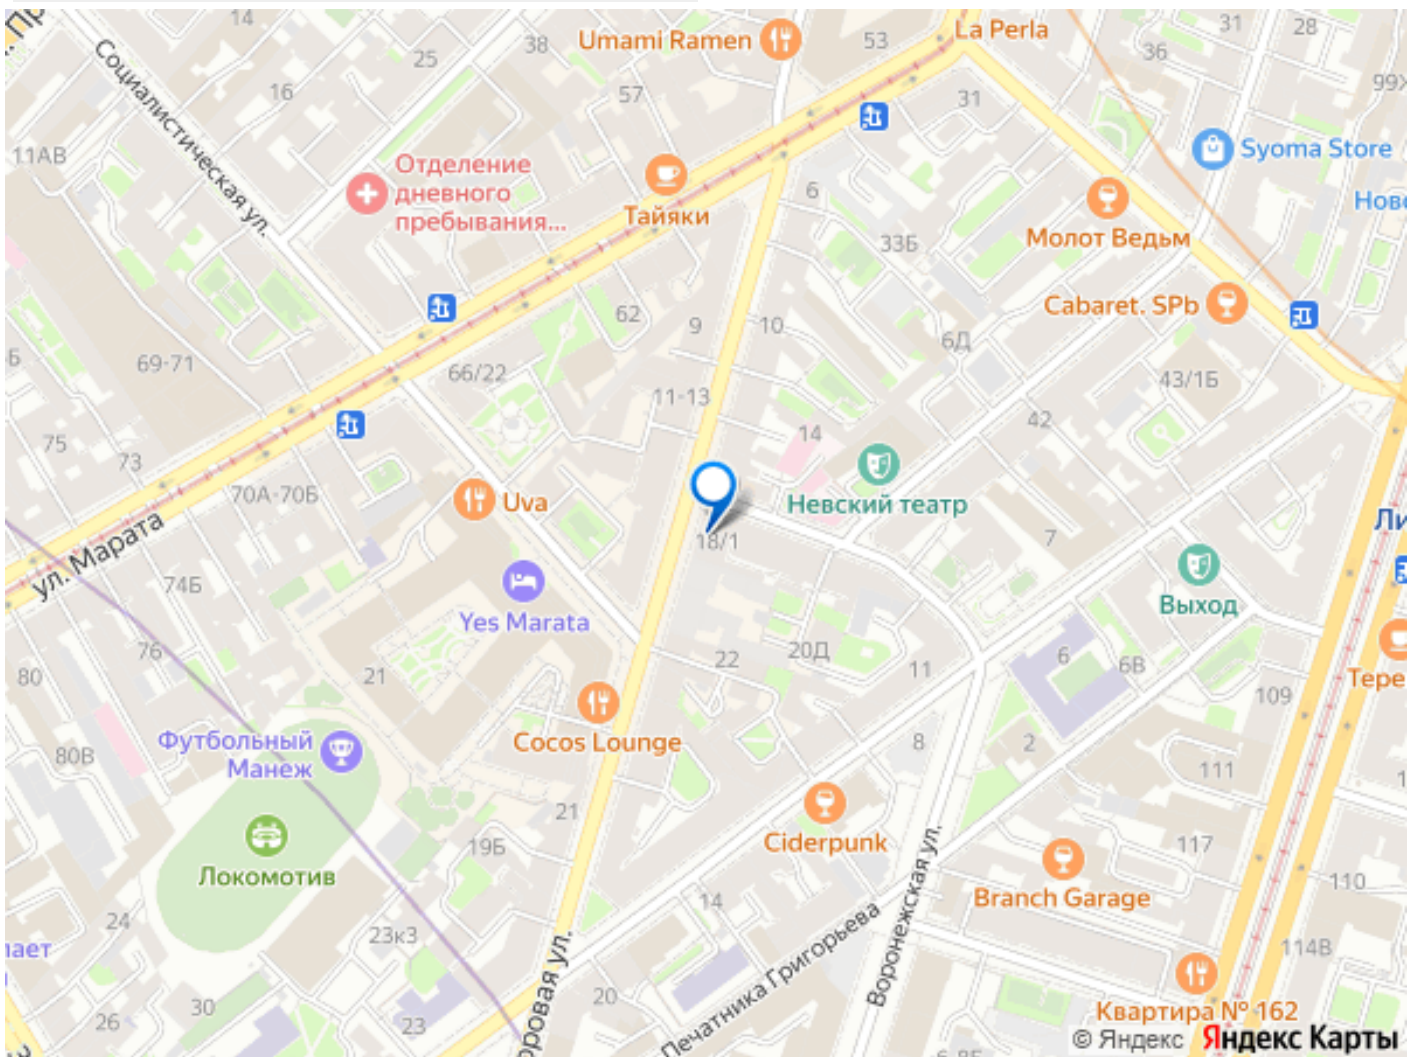 14
25
38
Umami Ramen
53
La Perla
31
28
36
16
57
31
Социалистическая ул.
11АВ
Отделение
дневного
пребывания...
Тайяки
6
33Б
Молот Ведьм
Syoma Store
62
9
10
6Д
Cabaret. SPb
69-71
66/22
11-13
43/1Б
75
73
14
42
70А-70Б
Uva
Невский театр
ул. Марата
18/1
7
74Б
Yes Marata
Выход
76
80
21
22
20Д
11
6
6В
109
80В
Футбольный
Манеж
Cocos Lounge
8
2
111
21
19Б
Ciderpunk
117
Локомотив
Branch Garage
110
24
23к3
14
114В
30
26
23
20
Печатника Григорьева
Воронежская ул.
Квартира № 162
© Яндекс Яндекс Карты